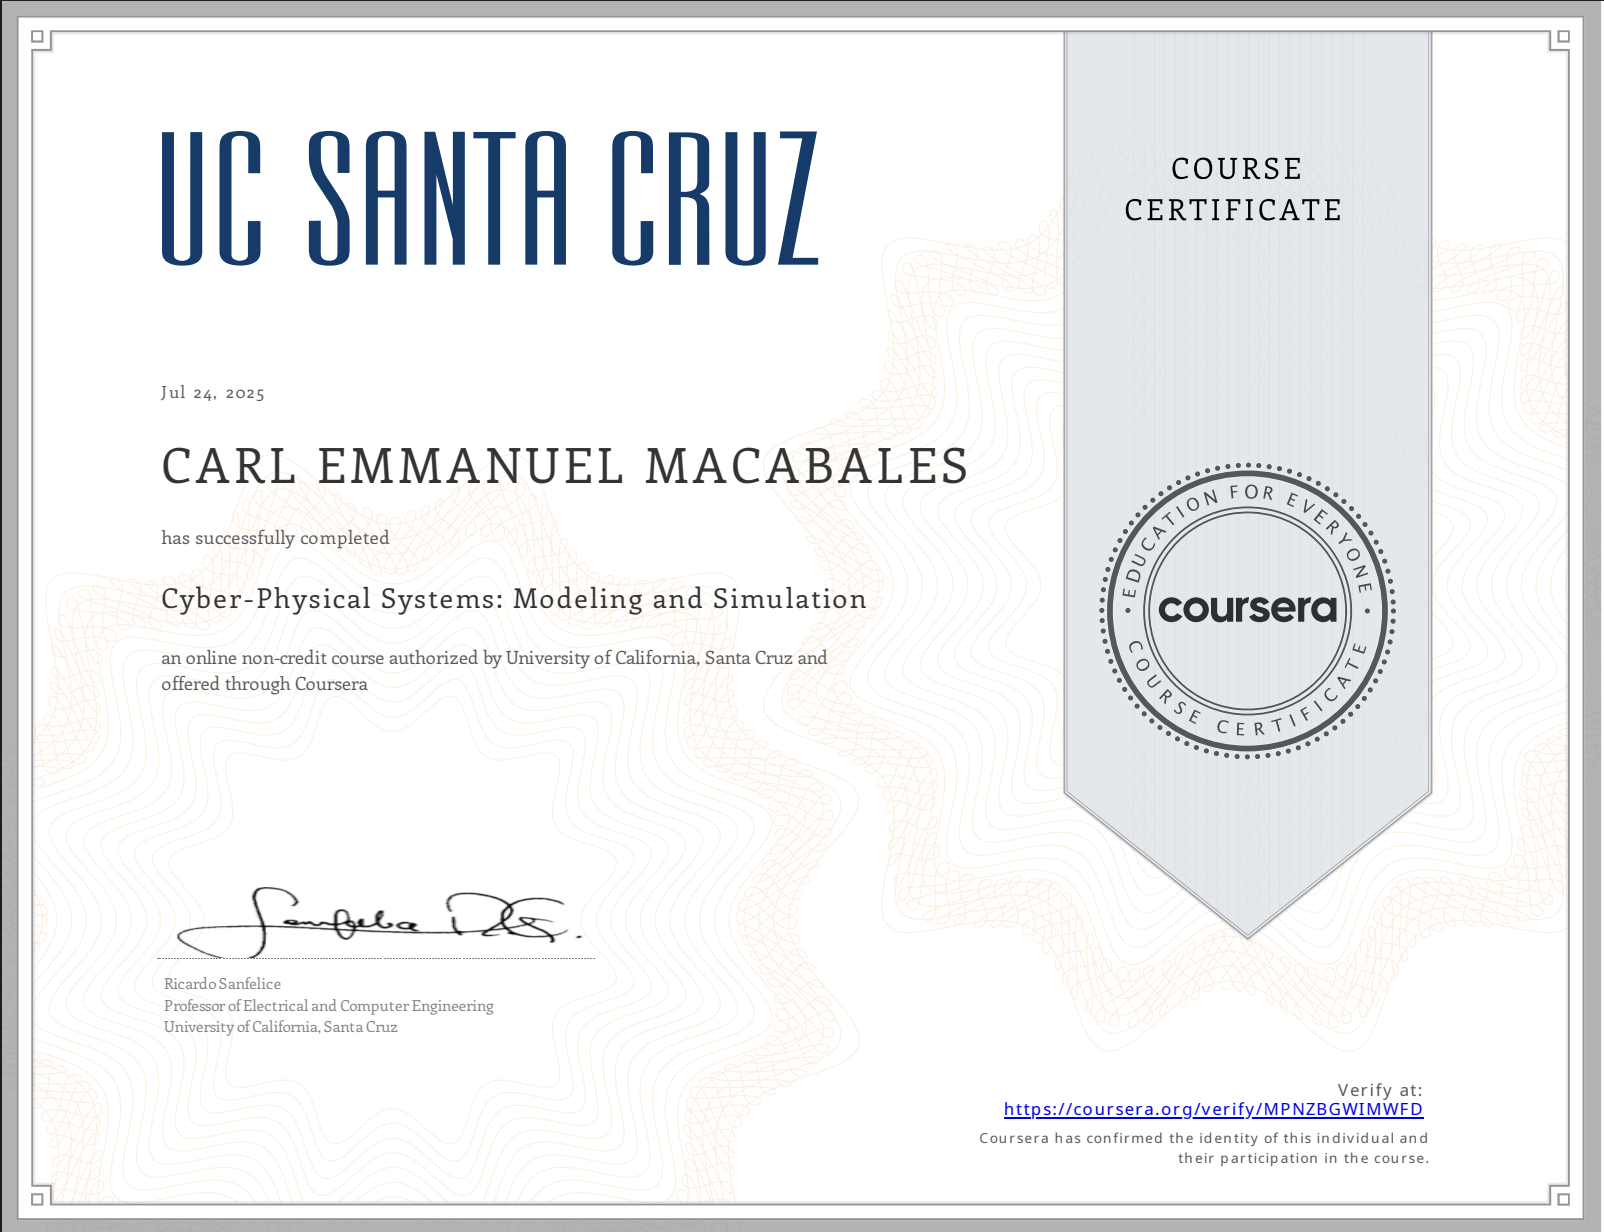 UC SANTA CRUZ
COURSE
CERTIFICATE
Jul 24, 2025
CARL EMMANUEL MACABALES
has successfully completed
Cyber-Physical Systems: Modeling and Simulation
an online non-credit course authorized by University of California, Santa Cruz and
offered through Coursera
EDUCATION FOR EVERYONE
coursera
COURSE CERTIFICATE
Ricardo Sanfelice
Professor of Electrical and Computer Engineering
University of California, Santa Cruz
Verify at:
https://coursera.org/verify/MPNZBGWIMWFD
Coursera has confirmed the identity of this individual and
their participation in the course.